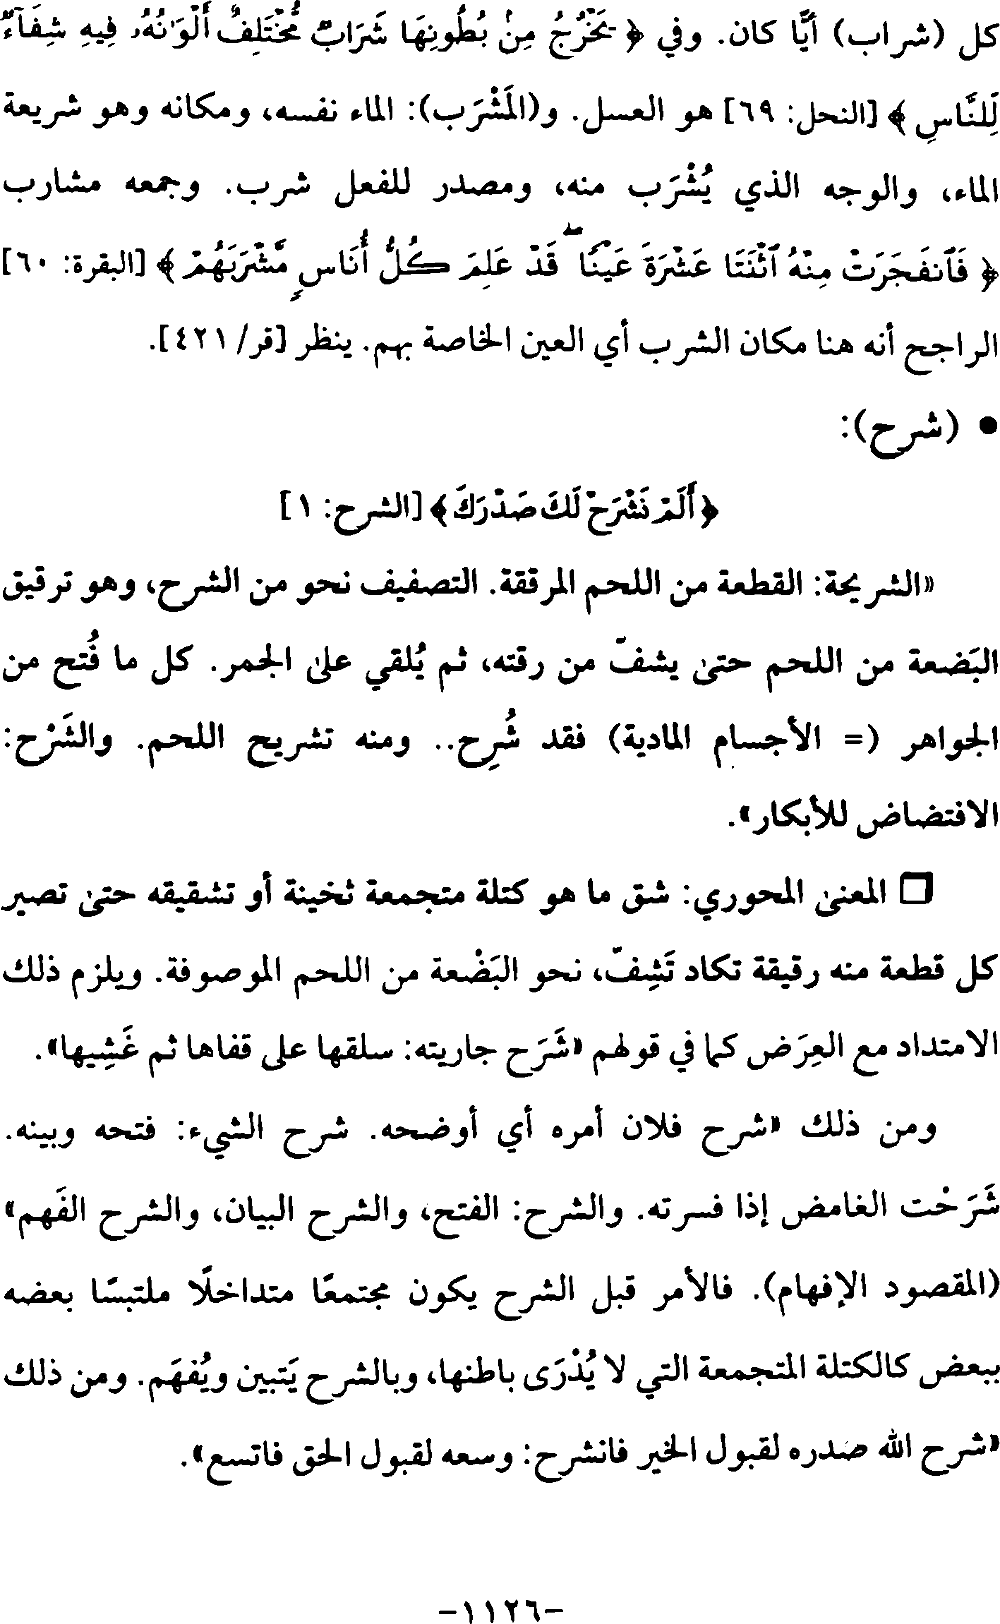 كل (شراب) أيًّا كان. وفي ﴿ يَخْرُجُ مِنْ بُطُونِهَا شَرَابٌ مُّخْتَلِفٌ أَلْوَانُهُ فِيهِ شِفَآءٌ
لِّلنَّاسِ ﴾ [النحل: ٦٩] هو العسل. و(المَشْرَب): الماء نفسه، ومكانه وهو شريعة
الماء، والوجه الذي يُشْرَب منه، ومصدر للفعل شرب. وجمعه مشارب
﴿ فَٱنفَجَرَتْ مِنْهُ ٱثْنَتَا عَشْرَةَ عَيْنًا ۖ قَدْ عَلِمَ كُلُّ أُنَاسٍ مَّشْرَبَهُمْ ﴾ [البقرة: ٦٠]
الراجح أنه هنا مكان الشرب أي العين الخاصة بهم. ينظر [قر/ ٤٢١].
• (شرح):
﴿ أَلَمْ نَشْرَحْ لَكَ صَدْرَكَ ﴾ [الشرح: ١]
«الشريحة: القطعة من اللحم المرققة. التصفيف نحو من الشرح، وهو ترقيق
البَضعة من اللحم حتىٰ يشفّ من رقته، ثم يُلقي علىٰ الجمر. كل ما فُتح من
الجواهر (= الأجسام المادية) فقد شُرِح.. ومنه تشريح اللحم. والشَرْح:
الافتضاض للأبكار».
❒ المعنىٰ المحوري: شق ما هو كتلة متجمعة ثخينة أو تشقيقه حتىٰ تصير
كل قطعة منه رقيقة تكاد تَشِفّ، نحو البَضْعة من اللحم الموصوفة. ويلزم ذلك
الامتداد مع العِرَض كما في قولهم «شَرَح جاريته: سلقها على قفاها ثم غَشِيها».
ومن ذلك «شرح فلان أمره أي أوضحه. شرح الشيء: فتحه وبينه.
شَرَحْت الغامض إذا فسرته. والشرح: الفتح، والشرح البيان، والشرح الفَهم»
(المقصود الإفهام). فالأمر قبل الشرح يكون مجتمعًا متداخلًا ملتبسًا بعضه
ببعض كالكتلة المتجمعة التي لا يُدْرَى باطنها، وبالشرح يَتبين ويُفهَم. ومن ذلك
«شرح الله صدره لقبول الخير فانشرح: وسعه لقبول الحق فاتسع».
-١١٢٦-